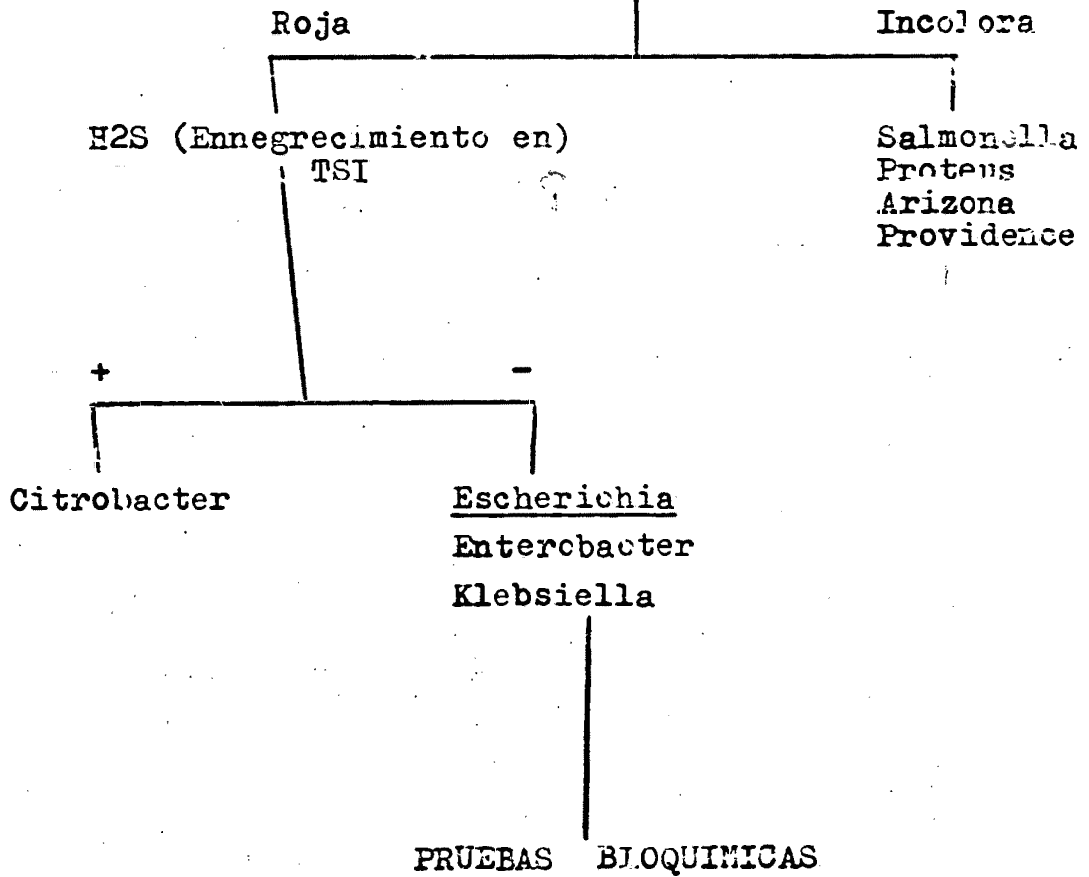 Roja Incolora
H2S (Ennegrecimiento en)
TSI
Salmonella
Proteus
Arizona
Providence
+ -
Citrobacter
Escherichia
Enterobacter
Klebsiella
PRUEBAS BIOQUIMICAS